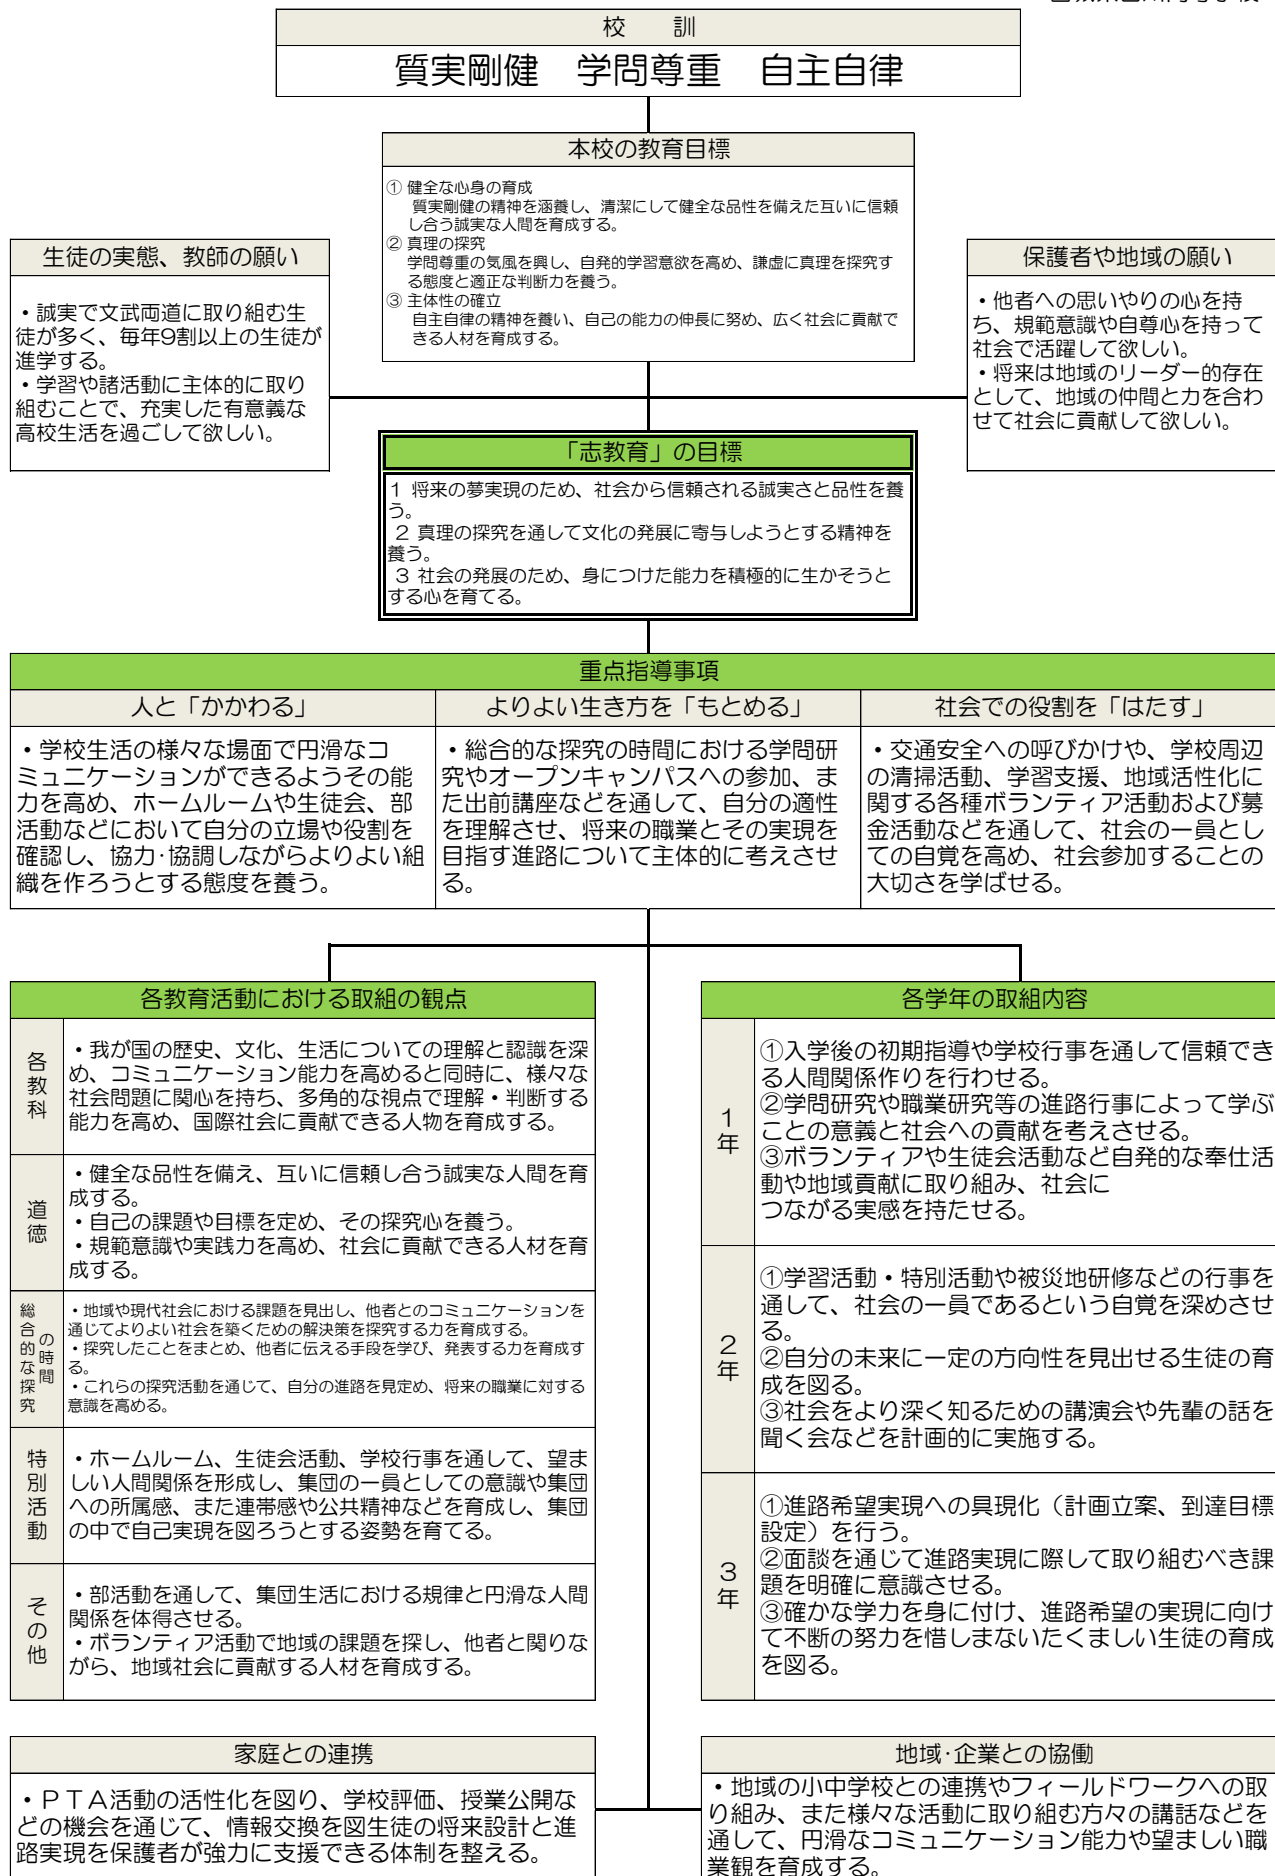 校　訓
質実剛健　学問尊重　自主自律
本校の教育目標
① 健全な心身の育成
質実剛健の精神を涵養し、清潔にして健全な品性を備えた互いに信頼
し合う誠実な人間を育成する。
② 真理の探究
学問尊重の気風を興し、自発的学習意欲を高め、謙虚に真理を探究す
る態度と適正な判断力を養う。
③ 主体性の確立
自主自律の精神を養い、自己の能力の伸長に努め、広く社会に貢献で
きる人材を育成する。
生徒の実態、教師の願い
・誠実で文武両道に取り組む生
徒が多く、毎年9割以上の生徒が
進学する。
・学習や諸活動に主体的に取り
組むことで、充実した有意義な
高校生活を過ごして欲しい。
保護者や地域の願い
・他者への思いやりの心を持
ち、規範意識や自尊心を持って
社会で活躍して欲しい。
・将来は地域のリーダー的存在
として、地域の仲間と力を合わ
せて社会に貢献して欲しい。
「志教育」の目標
１ 将来の夢実現のため、社会から信頼される誠実さと品性を養
う。
２ 真理の探究を通して文化の発展に寄与しようとする精神を
養う。
３ 社会の発展のため、身につけた能力を積極的に生かそうと
する心を育てる。
重点指導事項
人と「かかわる」
・学校生活の様々な場面で円滑なコ
ミュニケーションができるようその能
力を高め、ホームルームや生徒会、部
活動などにおいて自分の立場や役割を
確認し、協力･協調しながらよりよい組
織を作ろうとする態度を養う。
よりよい生き方を「もとめる」
・総合的な探究の時間における学問研
究やオープンキャンパスへの参加、ま
た出前講座などを通して、自分の適性
を理解させ、将来の職業とその実現を
目指す進路について主体的に考えさせ
る。
社会での役割を「はたす」
・交通安全への呼びかけや、学校周辺
の清掃活動、学習支援、地域活性化に
関する各種ボランティア活動および募
金活動などを通して、社会の一員とし
ての自覚を高め、社会参加することの
大切さを学ばせる。
各教育活動における取組の観点
各教科
・我が国の歴史、文化、生活についての理解と認識を深
め、コミュニケーション能力を高めると同時に、様々な
社会問題に関心を持ち、多角的な視点で理解・判断する
能力を高め、国際社会に貢献できる人物を育成する。
道徳
・健全な品性を備え、互いに信頼し合う誠実な人間を育
成する。
・自己の課題や目標を定め、その探究心を養う。
・規範意識や実践力を高め、社会に貢献できる人材を育
成する。
総合的な探究
の時間
・地域や現代社会における課題を見出し、他者とのコミュニケーションを
通じてよりよい社会を築くための解決策を探究する力を育成する。
・探究したことをまとめ、他者に伝える手段を学び、発表する力を育成す
る。
・これらの探究活動を通じて、自分の進路を見定め、将来の職業に対する
意識を高める。
特別活動
・ホームルーム、生徒会活動、学校行事を通して、望ま
しい人間関係を形成し、集団の一員としての意識や集団
への所属感、また連帯感や公共精神などを育成し、集団
の中で自己実現を図ろうとする姿勢を育てる。
その他
・部活動を通して、集団生活における規律と円滑な人間
関係を体得させる。
・ボランティア活動で地域の課題を探し、他者と関りな
がら、地域社会に貢献する人材を育成する。
各学年の取組内容
１年
①入学後の初期指導や学校行事を通して信頼でき
る人間関係作りを行わせる。
②学問研究や職業研究等の進路行事によって学ぶ
ことの意義と社会への貢献を考えさせる。
③ボランティアや生徒会活動など自発的な奉仕活
動や地域貢献に取り組み、社会に
つながる実感を持たせる。
２年
①学習活動・特別活動や被災地研修などの行事を
通して、社会の一員であるという自覚を深めさせ
る。
②自分の未来に一定の方向性を見出せる生徒の育
成を図る。
③社会をより深く知るための講演会や先輩の話を
聞く会などを計画的に実施する。
３年
①進路希望実現への具現化（計画立案、到達目標
設定）を行う。
②面談を通じて進路実現に際して取り組むべき課
題を明確に意識させる。
③確かな学力を身に付け、進路希望の実現に向け
て不断の努力を惜しまないたくましい生徒の育成
を図る。
家庭との連携
・ＰＴＡ活動の活性化を図り、学校評価、授業公開な
どの機会を通じて、情報交換を図生徒の将来設計と進
路実現を保護者が強力に支援できる体制を整える。
地域･企業との協働
・地域の小中学校との連携やフィールドワークへの取
り組み、また様々な活動に取り組む方々の講話などを
通して、円滑なコミュニケーション能力や望ましい職
業観を育成する。